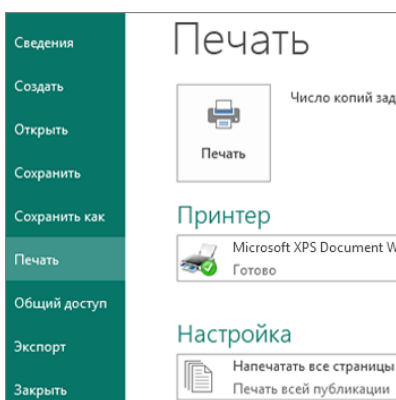 Сведения
Создать
Открыть
Сохранить
Сохранить как
Печать
Общий доступ
Экспорт
Закрыть
Печать
Число копий зад
Печать
Принтер
Microsoft XPS Document W
Готово
Настройка
Напечатать все страницы
Печать всей публикации